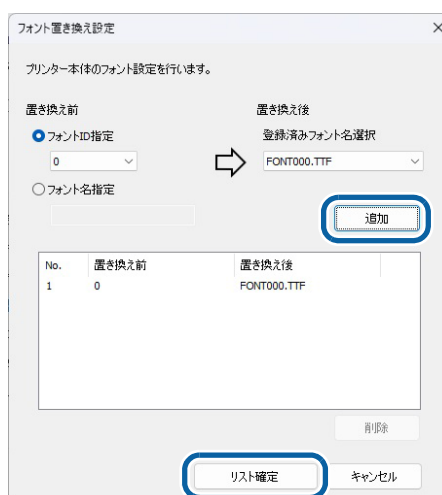 フォント置き換え設定
プリンター本体のフォント設定を行います。
置き換え前
置き換え後
フォントID指定
登録済みフォント名選択
0
FONT000.TTF
フォント名指定
追加
No. 置き換え前 置き換え後
1 0 FONT000.TTF
削除
リスト確定 キャンセル